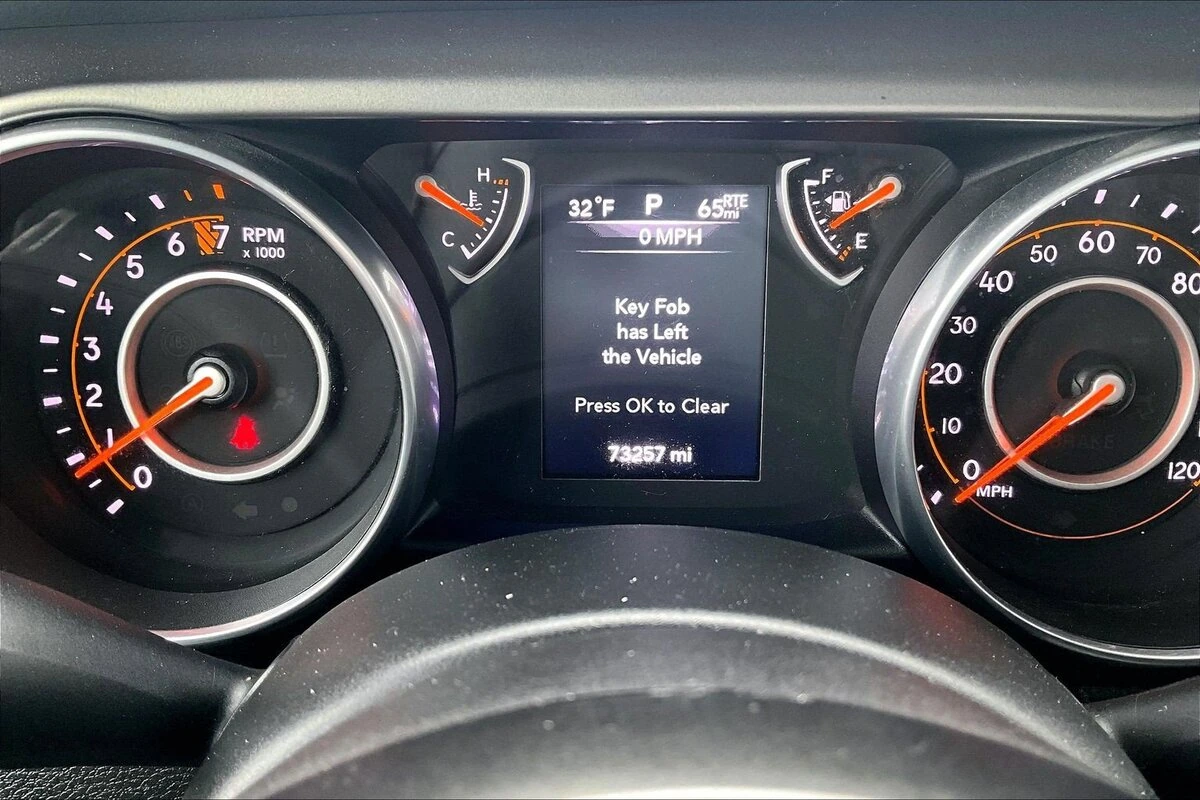 7
6
5
4
3
2
1
0
RPM
x 1000
H
C
32°F P 65 RTE
mi
0 MPH
Key Fob
has Left
the Vehicle
Press OK to Clear
73257 mi
F
E
0
10
20
30
40
50
60
70
80
120
MPH
BRAKE